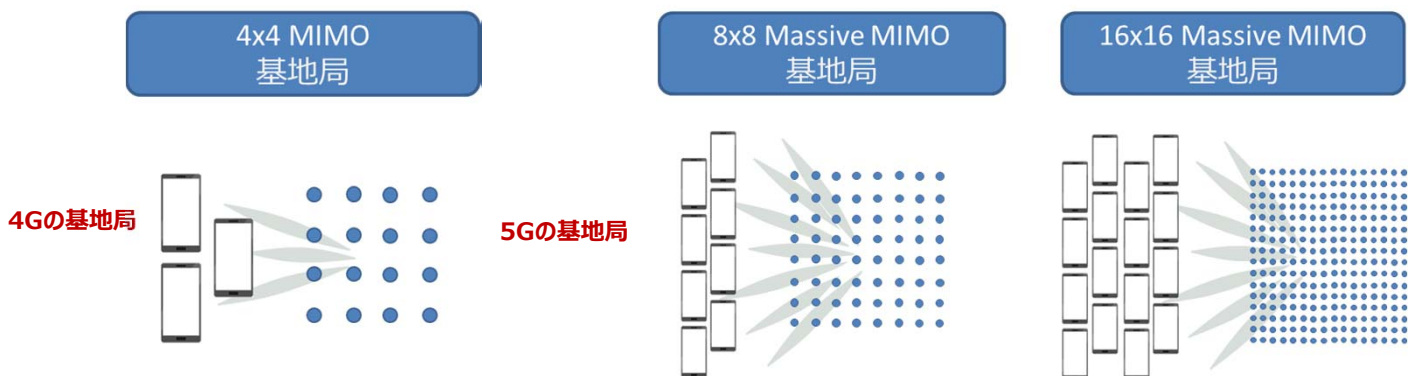 4x4 MIMO
基地局
8x8 Massive MIMO
基地局
16x16 Massive MIMO
基地局
4Gの基地局
5Gの基地局